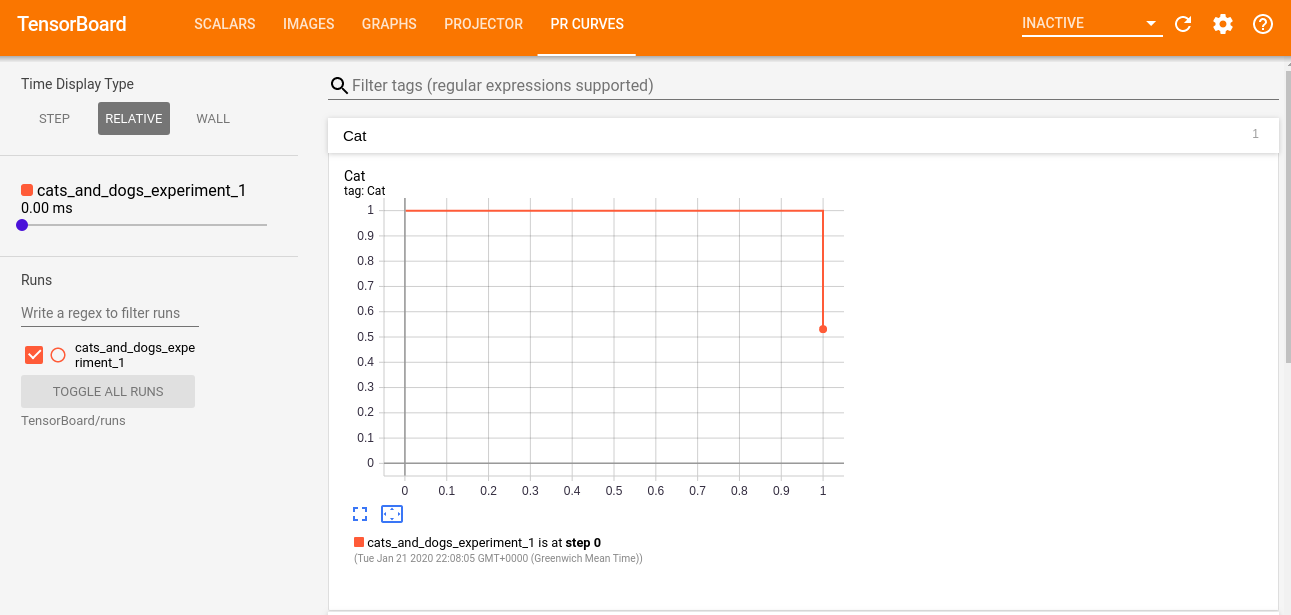 TensorBoard SCALARS IMAGES GRAPHS PROJECTOR PR CURVES INACTIVE
Time Display Type
STEP RELATIVE WALL
cats_and_dogs_experiment_1
0.00 ms
Runs
Write a regex to filter runs
cats_and_dogs_expe
riment_1
TOGGLE ALL RUNS
TensorBoard/runs
Filter tags (regular expressions supported)
Cat 1
Cat
tag: Cat
1
0.9
0.8
0.7
0.6
0.5
0.4
0.3
0.2
0.1
0
0 0.1 0.2 0.3 0.4 0.5 0.6 0.7 0.8 0.9 1
cats_and_dogs_experiment_1 is at step 0
(Tue Jan 21 2020 22:08:05 GMT+0000 (Greenwich Mean Time))